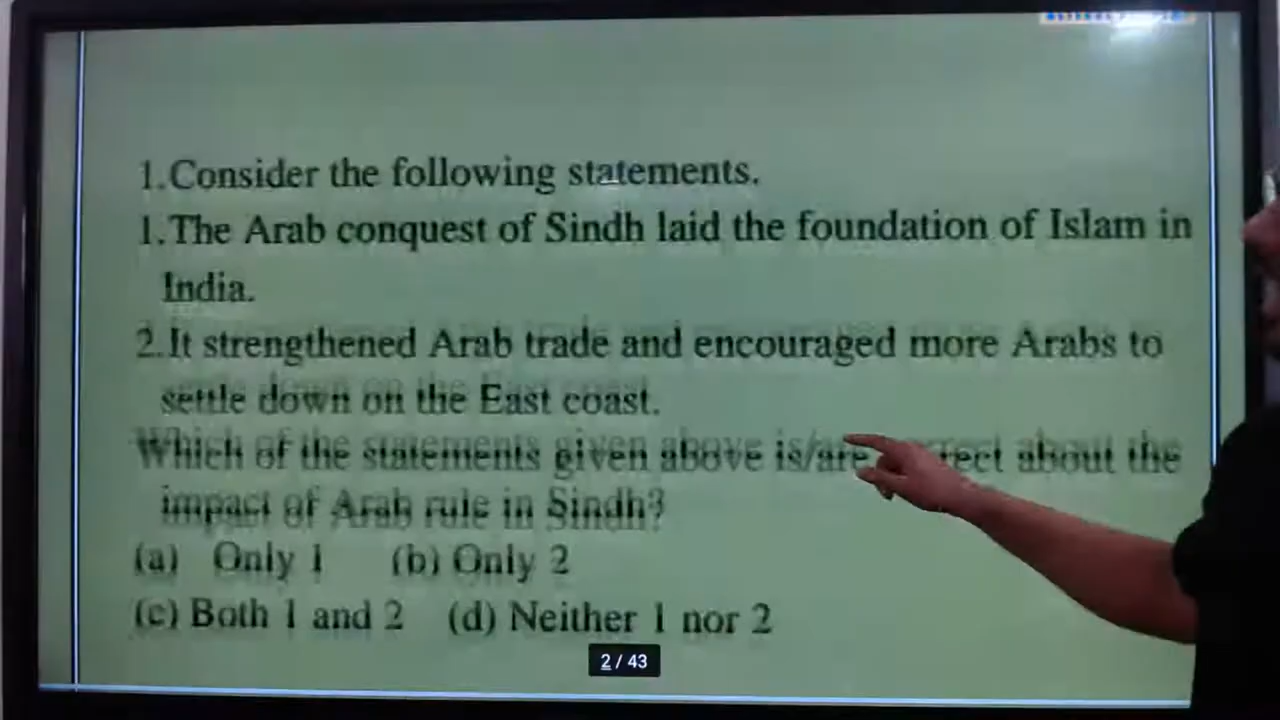 1.Consider the following statements.
1.The Arab conquest of Sindh laid the foundation of Islam in
India.
2.It strengthened Arab trade and encouraged more Arabs to
settle down on the East coast.
Which of the statements given above is/are rect about the
impact of Arab rule in Sindh?
(a) Only 1 (b) Only 2
(c) Both 1 and 2 (d) Neither 1 nor 2
2 / 43